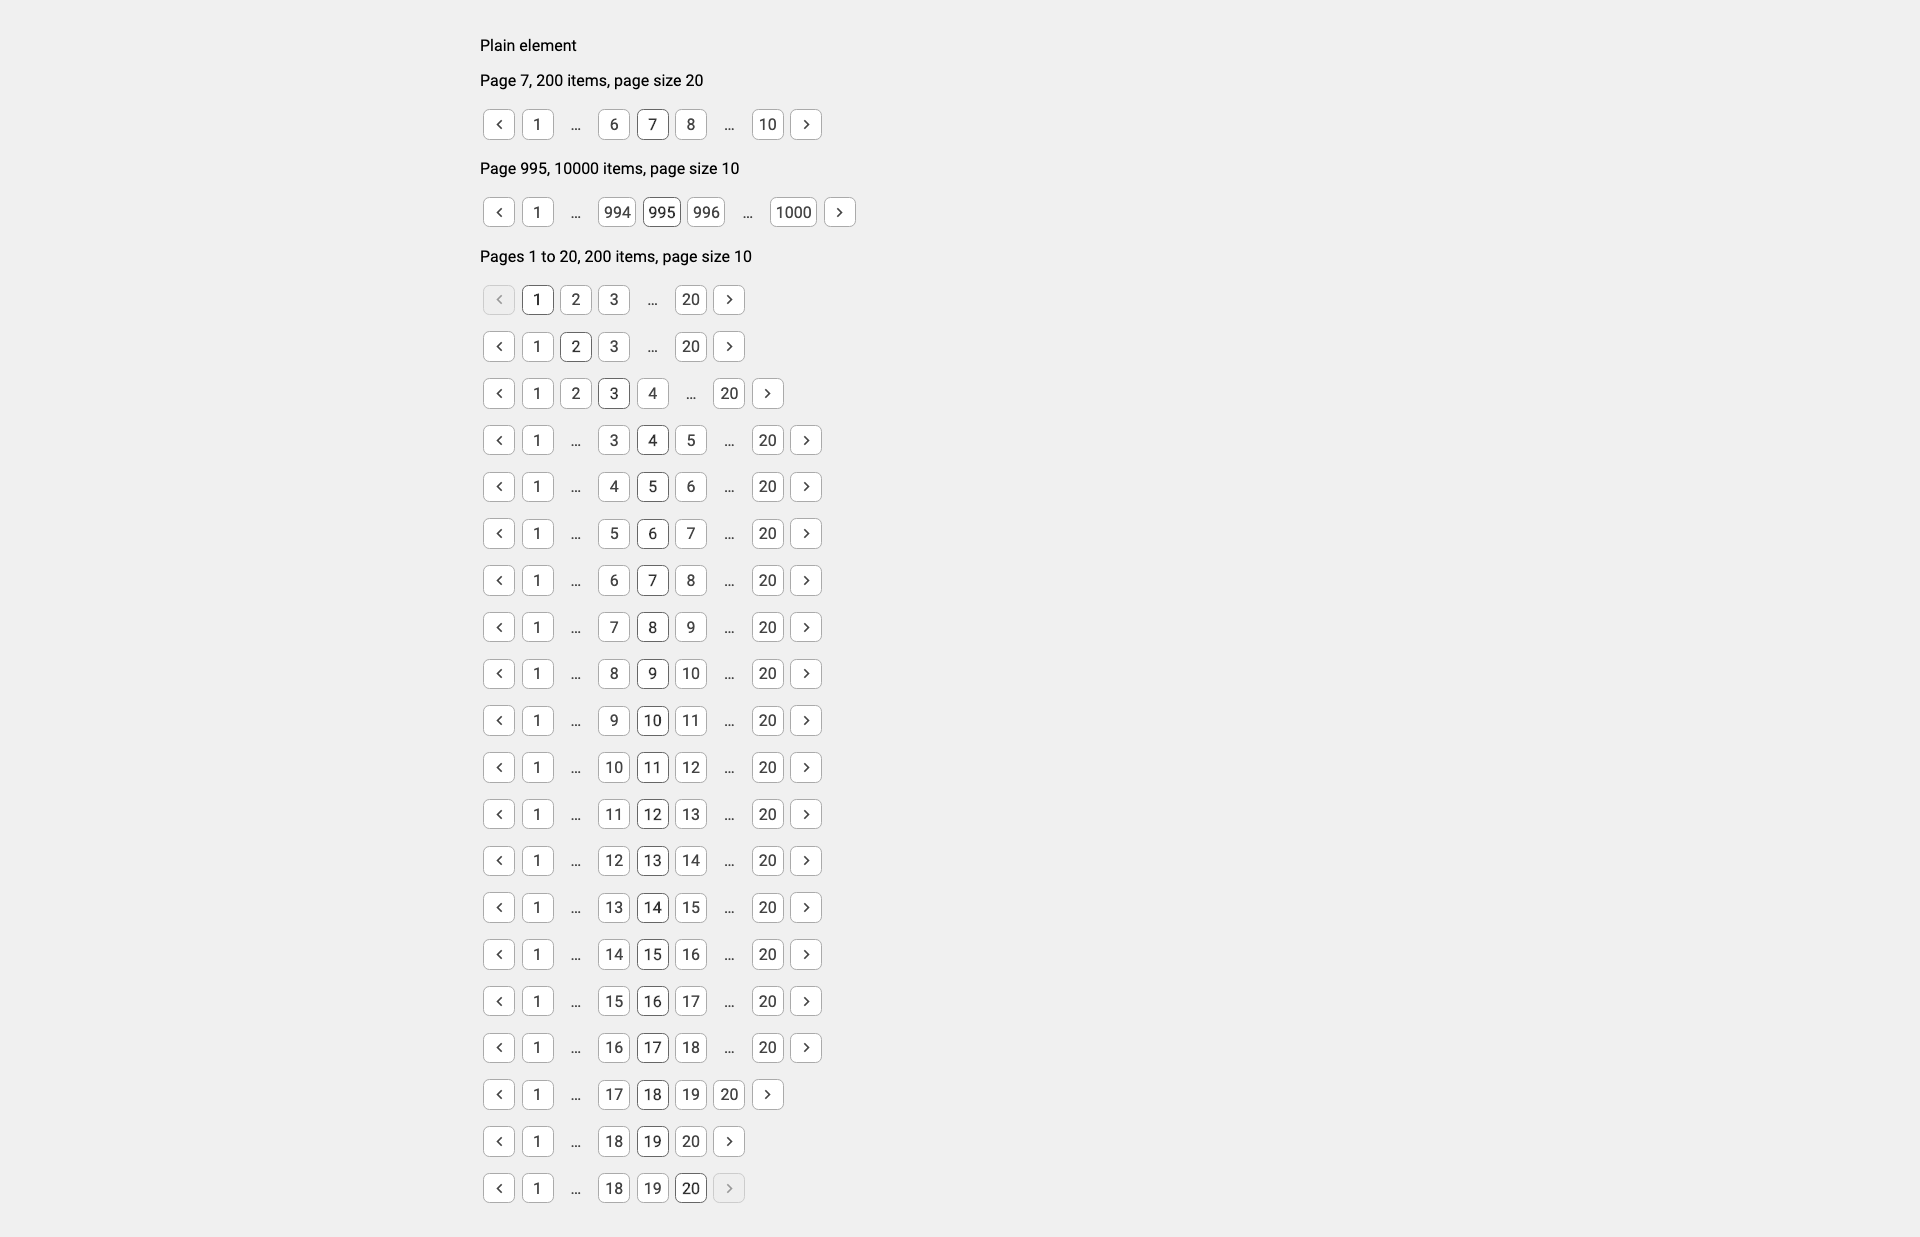 Plain element
Page 7, 200 items, page size 20
< 1 ... 6 7 8 ... 10 >
Page 995, 10000 items, page size 10
< 1 ... 994 995 996 ... 1000 >
Pages 1 to 20, 200 items, page size 10
< 1 2 3 ... 20 >
< 1 2 3 ... 20 >
< 1 2 3 4 ... 20 >
< 1 ... 3 4 5 ... 20 >
< 1 ... 4 5 6 ... 20 >
< 1 ... 5 6 7 ... 20 >
< 1 ... 6 7 8 ... 20 >
< 1 ... 7 8 9 ... 20 >
< 1 ... 8 9 10 ... 20 >
< 1 ... 9 10 11 ... 20 >
< 1 ... 10 11 12 ... 20 >
< 1 ... 11 12 13 ... 20 >
< 1 ... 12 13 14 ... 20 >
< 1 ... 13 14 15 ... 20 >
< 1 ... 14 15 16 ... 20 >
< 1 ... 15 16 17 ... 20 >
< 1 ... 16 17 18 ... 20 >
< 1 ... 17 18 19 20 >
< 1 ... 18 19 20 >
< 1 ... 18 19 20 >